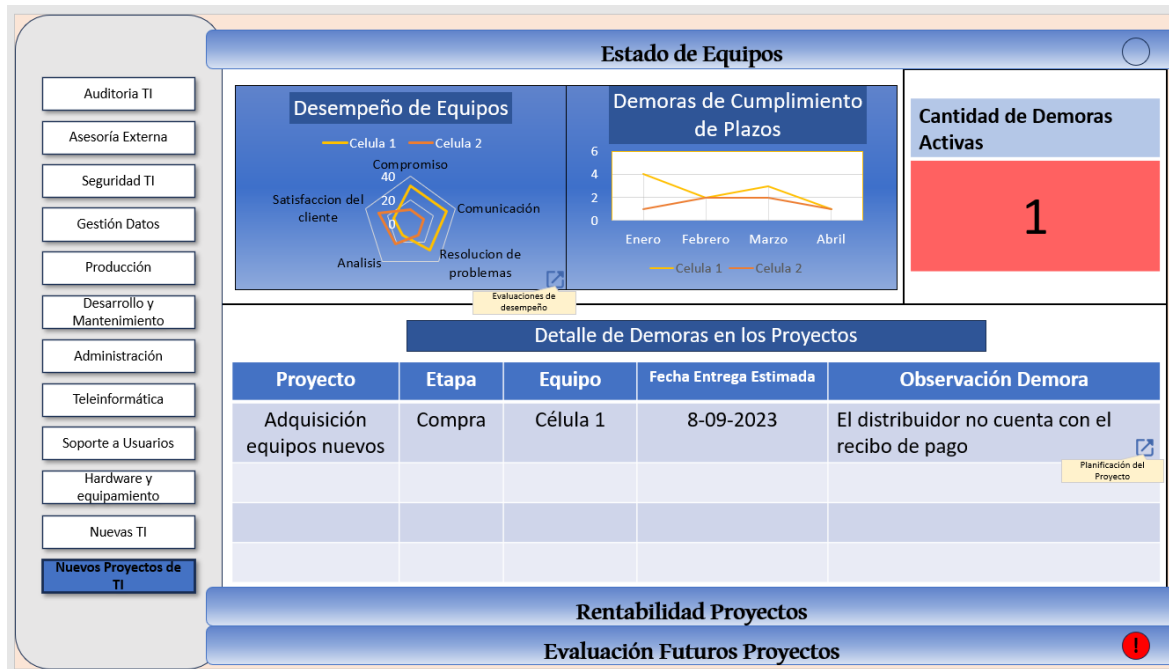 Estado de Equipos
Auditoria TI
Asesoría Externa
Seguridad TI
Gestión Datos
Producción
Desarrollo y
Mantenimiento
Administración
Teleinformática
Soporte a Usuarios
Hardware y
equipamiento
Nuevas TI
Nuevos Proyectos de
TI
Desempeño de Equipos
Celula 1 Celula 2
Compromiso
40
20
0
Comunicación
Resolucion de
problemas
Analisis
Satisfaccion del
cliente
Evaluaciones de
desempeño
Demoras de Cumplimiento
de Plazos
6
4
2
0
Enero Febrero Marzo Abril
Celula 1 Celula 2
Cantidad de Demoras
Activas
1
Detalle de Demoras en los Proyectos
Proyecto Etapa Equipo Fecha Entrega Estimada Observación Demora
Adquisición Compra Célula 1 8-09-2023 El distribuidor no cuenta con el
equipos nuevos recibo de pago
Planificación del
Proyecto
Rentabilidad Proyectos
Evaluación Futuros Proyectos
!